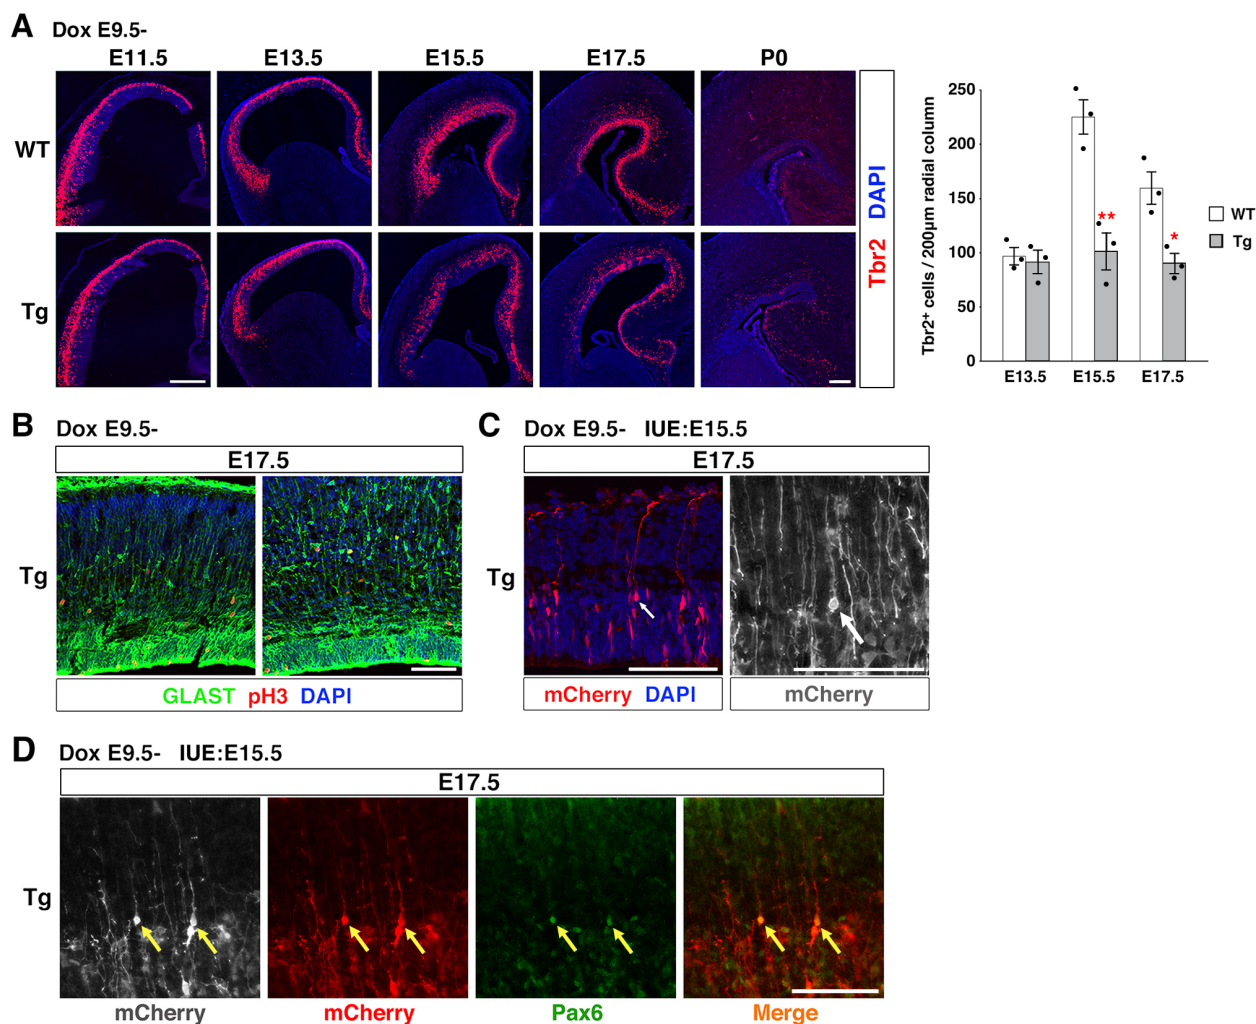 A Dox E9.5-
E11.5 E13.5 E15.5 E17.5 P0
WT
Tg
Tbr2 DAPI
Tbr2+ cells / 200µm radial column
250
200
150
100
50
0
**
*
E13.5 E15.5 E17.5
WT
Tg
B Dox E9.5-
E17.5
Tg
GLAST pH3 DAPI
C Dox E9.5- IUE:E15.5
E17.5
Tg
mCherry DAPI
mCherry
D Dox E9.5- IUE:E15.5
E17.5
Tg
mCherry mCherry Pax6 Merge